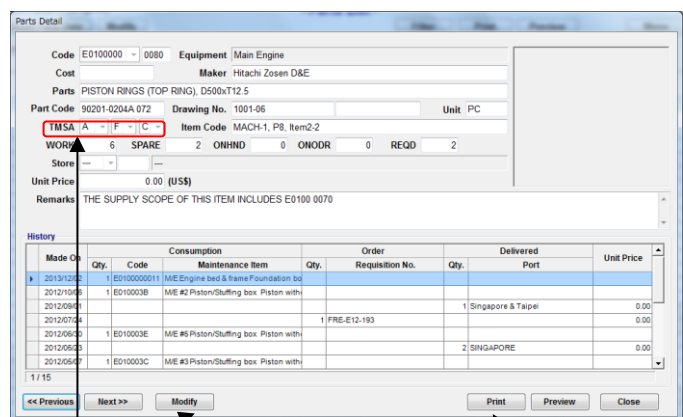 Parts Detail
Code E0100000 0080 Equipment Main Engine
Cost Maker Hitachi Zosen D&E
Parts PISTON RINGS (TOP RING), D500xT12.5
Part Code 90201-0204A 072 Drawing No. 1001-06 Unit PC
TMSA A F C Item Code MACH-1, P8, Item2-2
WORK 6 SPARE 2 ONHND 0 ONODR 0 REQD 2
Store --- ---
Unit Price 0.00 (US$)
Remarks THE SUPPLY SCOPE OF THIS ITEM INCLUDES E0100 0070
History
Made On Consumption Order Delivered Unit Price
Qty. Code Maintenance Item Qty. Requisition No. Qty. Port
2013/12/02 1 E0100000011 M/E Engine bed & frame Foundation bo
2012/10/06 1 E010003B M/E #2 Piston/Stuffing box Piston with
2012/09/01 1 Singapore & Taipei 0.00
2012/07/24 1 FRE-E12-193 0.00
2012/06/30 1 E010003E M/E #5 Piston/Stuffing box Piston with
2012/05/23 2 SINGAPORE 0.00
2012/05/07 1 E010003C M/E #3 Piston/Stuffing box Piston with
1 / 15
<< Previous Next >> Modify Print Preview Close